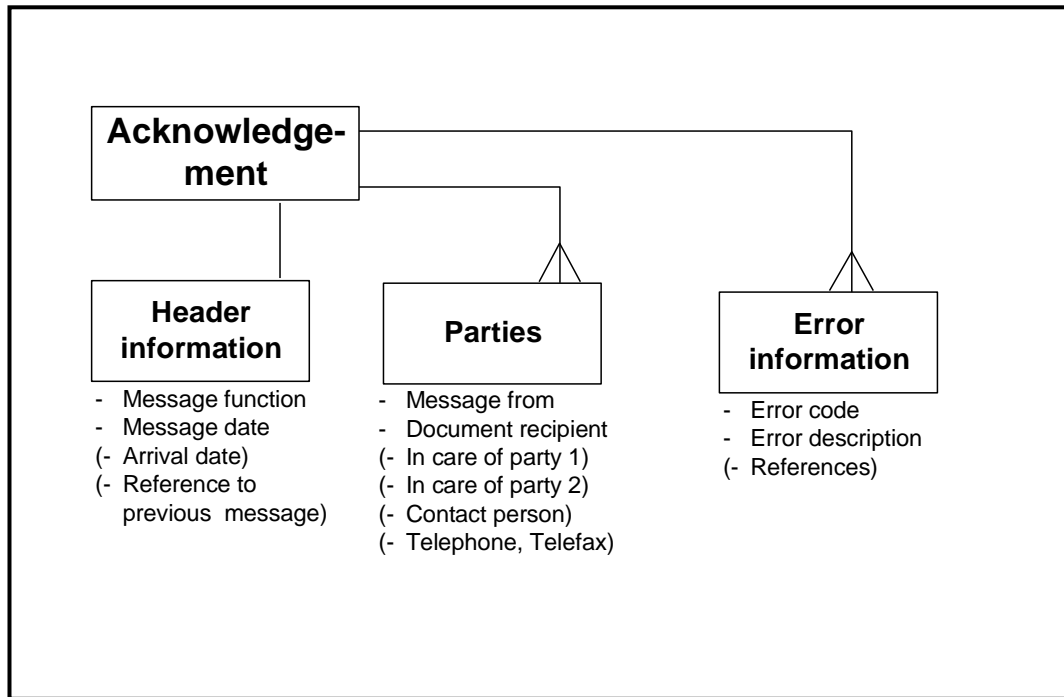 Acknowledge-
ment
Header
information
- Message function
- Message date
(- Arrival date)
(- Reference to
previous message)
Parties
- Message from
- Document recipient
(- In care of party 1)
(- In care of party 2)
(- Contact person)
(- Telephone, Telefax)
Error
information
- Error code
- Error description
(- References)